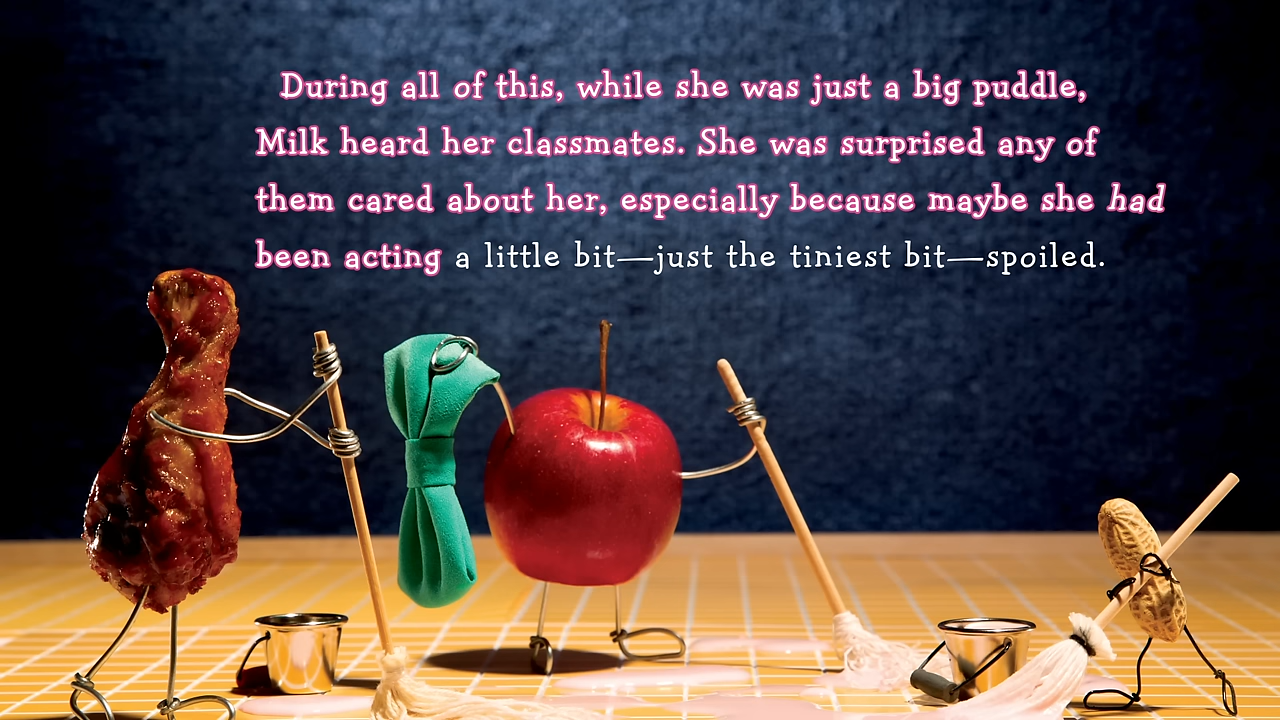 During all of this, while she was just a big puddle,
Milk heard her classmates. She was surprised any of
them cared about her, especially because maybe she had
been acting a little bit—just the tiniest bit—spoiled.